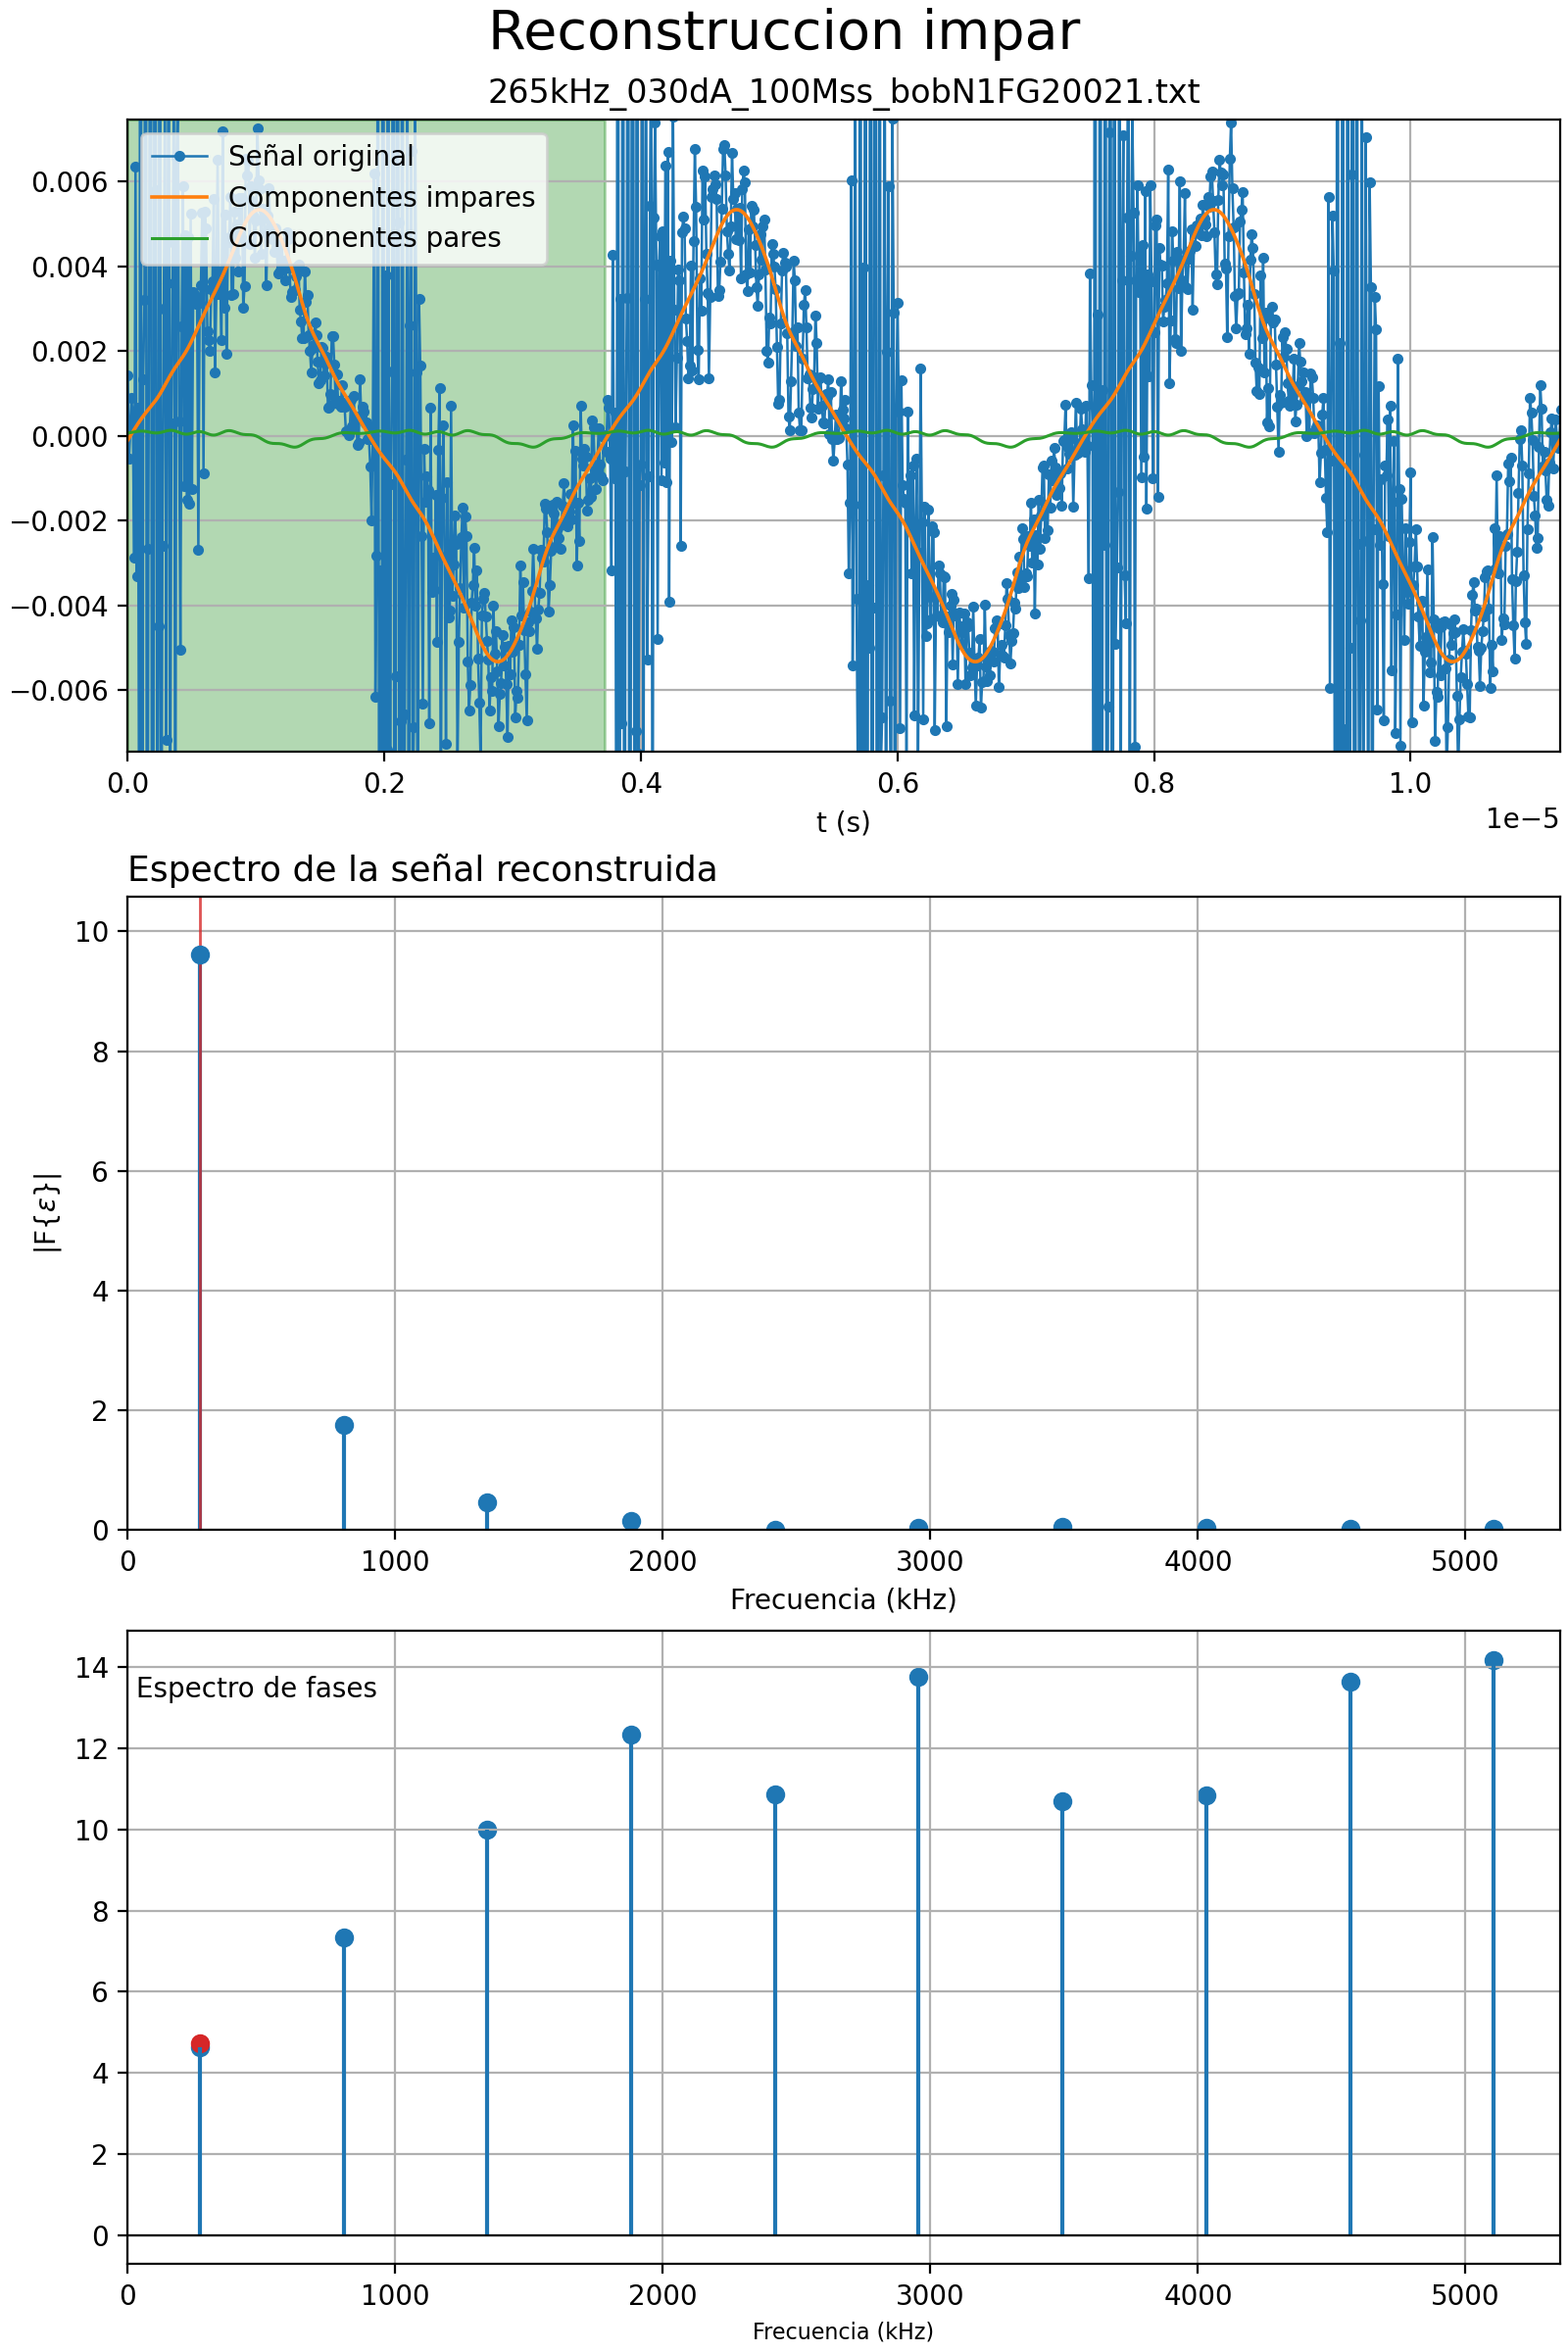 Reconstruccion impar
265kHz_030dA_100Mss_bobN1FG20021.txt
Señal original
Componentes impares
Componentes pares
0.006
0.004
0.002
0.000
−0.002
−0.004
−0.006
0.0 0.2 0.4 0.6 0.8 1.0
1e−5
t (s)
Espectro de la señal reconstruida
10
8
6
4
2
0
|F{ε}|
0 1000 2000 3000 4000 5000
Frecuencia (kHz)
Espectro de fases
14
12
10
8
6
4
2
0
0 1000 2000 3000 4000 5000
Frecuencia (kHz)